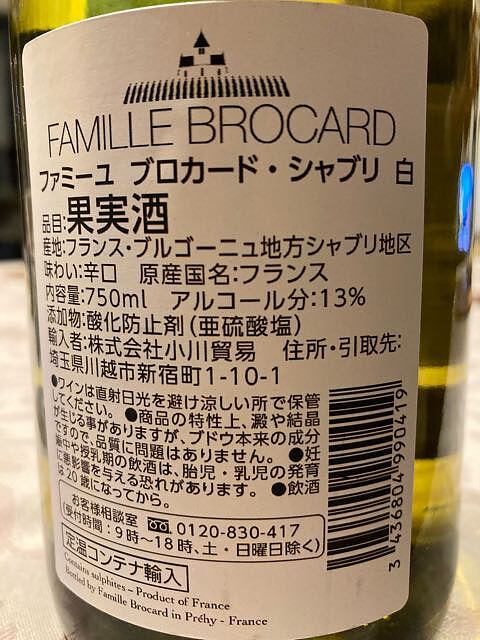 FAMILLE BROCARD
ファミーユ ブロカード・シャブリ 白
品目:果実酒
産地:フランス・ブルゴーニュ地方シャブリ地区
味わい:辛口 原産国名:フランス
内容量:750ml アルコール分:13%
添加物:酸化防止剤(亜硫酸塩)
輸入者:株式会社小川貿易 住所・引取先:
埼玉県川越市新宿町1-10-1
●ワインは直射日光を避け涼しい所で保管
してください。 ●商品の特性上、澱や結晶
が生じる事がありますが、ブドウ本来の成分
ですので、品質に問題はありません。 ●妊
娠中や授乳期の飲酒は、胎児・乳児の発育
に悪影響を与える恐れがあります。 ●飲酒
は20歳になってから。
お客様相談室 0120-830-417
(受付時間:9時〜18時、土・日曜日除く)
定温コンテナ輸入
Contains sulphites ~ Product of France
Bottled by Famille Brocard in Préhy - France
3 436804 990419